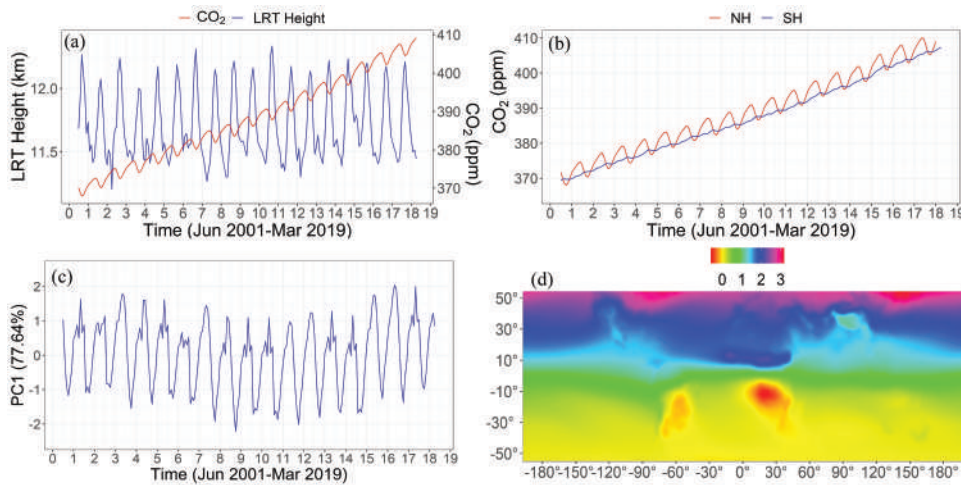 CO₂ LRT Height
(a)
LRT Height (km)
12.0
11.5
410
400
390
380
370
CO₂ (ppm)
0 1 2 3 4 5 6 7 8 9 10 11 12 13 14 15 16 17 18 19
Time (Jun 2001-Mar 2019)
NH SH
(b)
CO₂ (ppm)
410
400
390
380
370
0 1 2 3 4 5 6 7 8 9 10 11 12 13 14 15 16 17 18 19
Time (Jun 2001-Mar 2019)
(c)
PC1 (77.64%)
2
1
0
-1
-2
0 1 2 3 4 5 6 7 8 9 10 11 12 13 14 15 16 17 18 19
Time (Jun 2001-Mar 2019)
0 1 2 3
(d)
50°
30°
10°
-10°
-30°
-50°
-180°-150°-120°-90° -60° -30° 0° 30° 60° 90° 120° 150° 180°